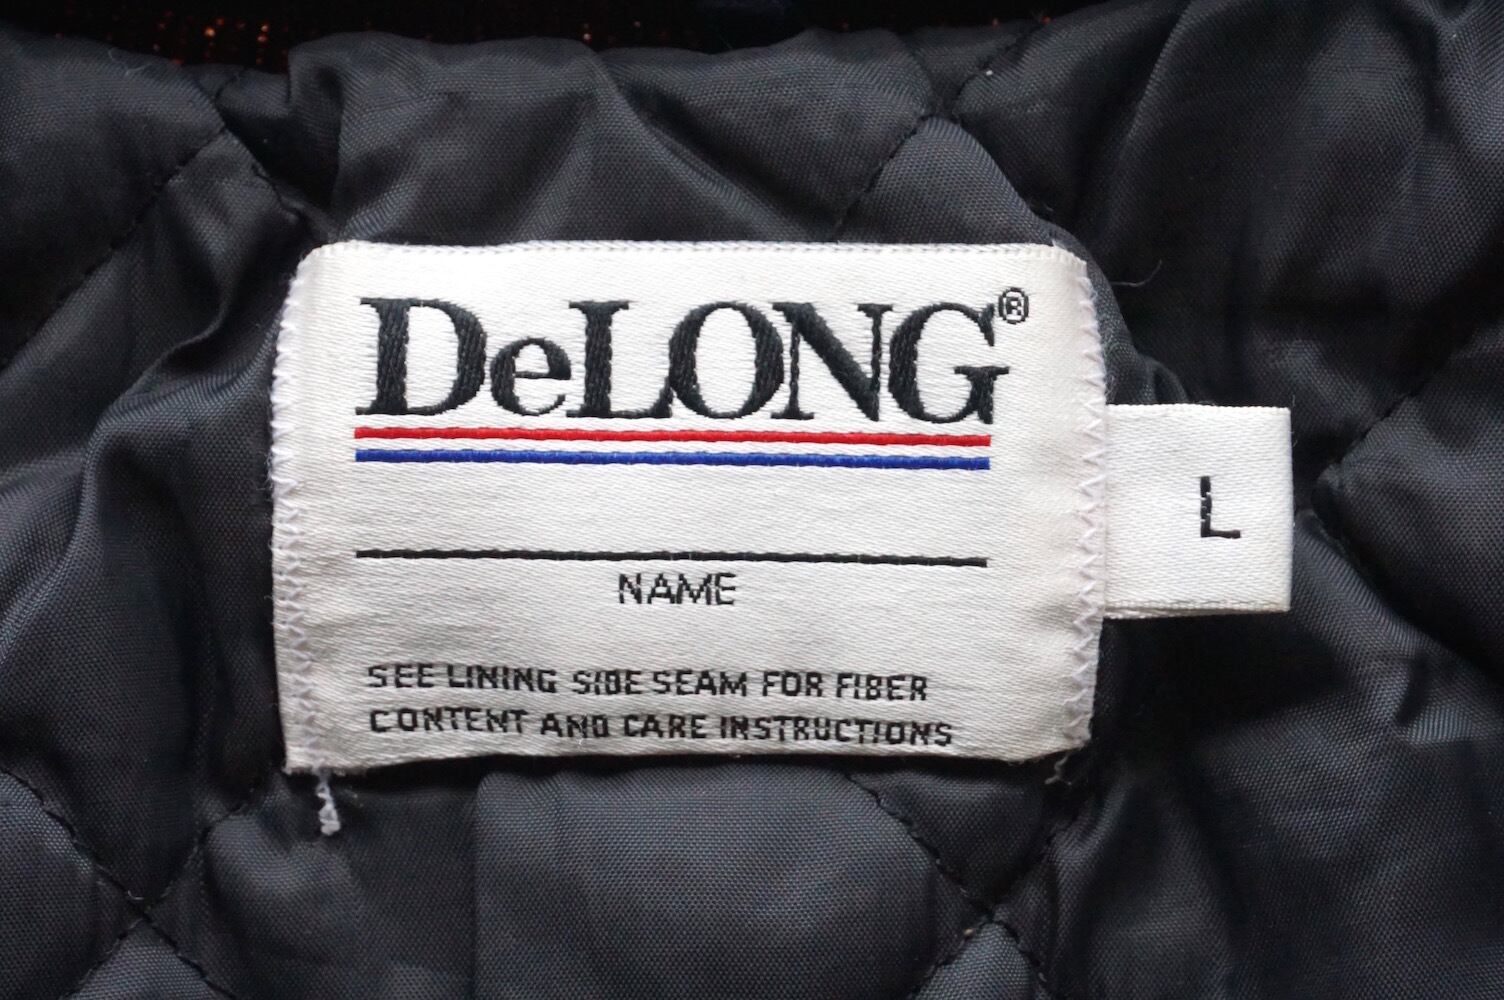 DeLONG®
L
NAME
SEE LINING SIDE SEAM FOR FIBER
CONTENT AND CARE INSTRUCTIONS